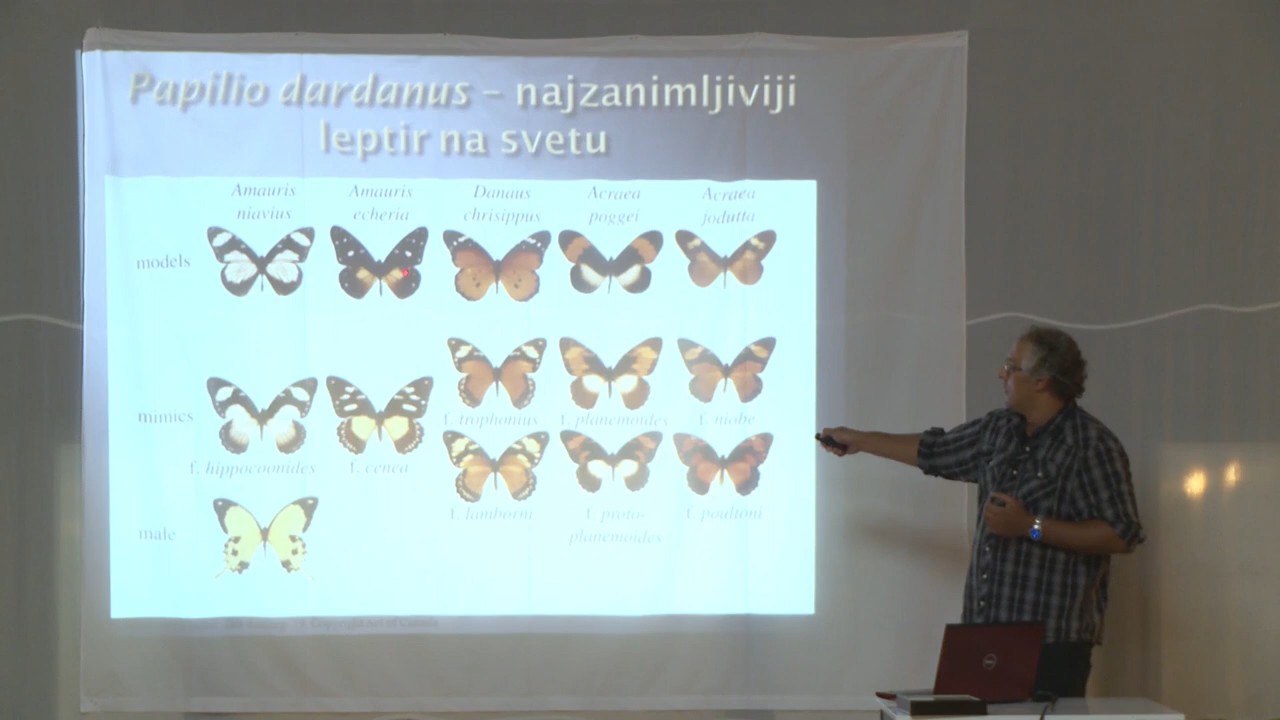 Papilio dardanus – najzanimljiviji
leptir na svetu
Amauris niavius
Amauris echeria
Danaus chrisippus
Acraea poggei
Acraea jodutta
models
mimics
f. hippocoonides
f. cenea
f. trophonius
f. planemoides
f. niobe
f. lamborni
f. proto-
planemoides
f. poultoni
male
DELL